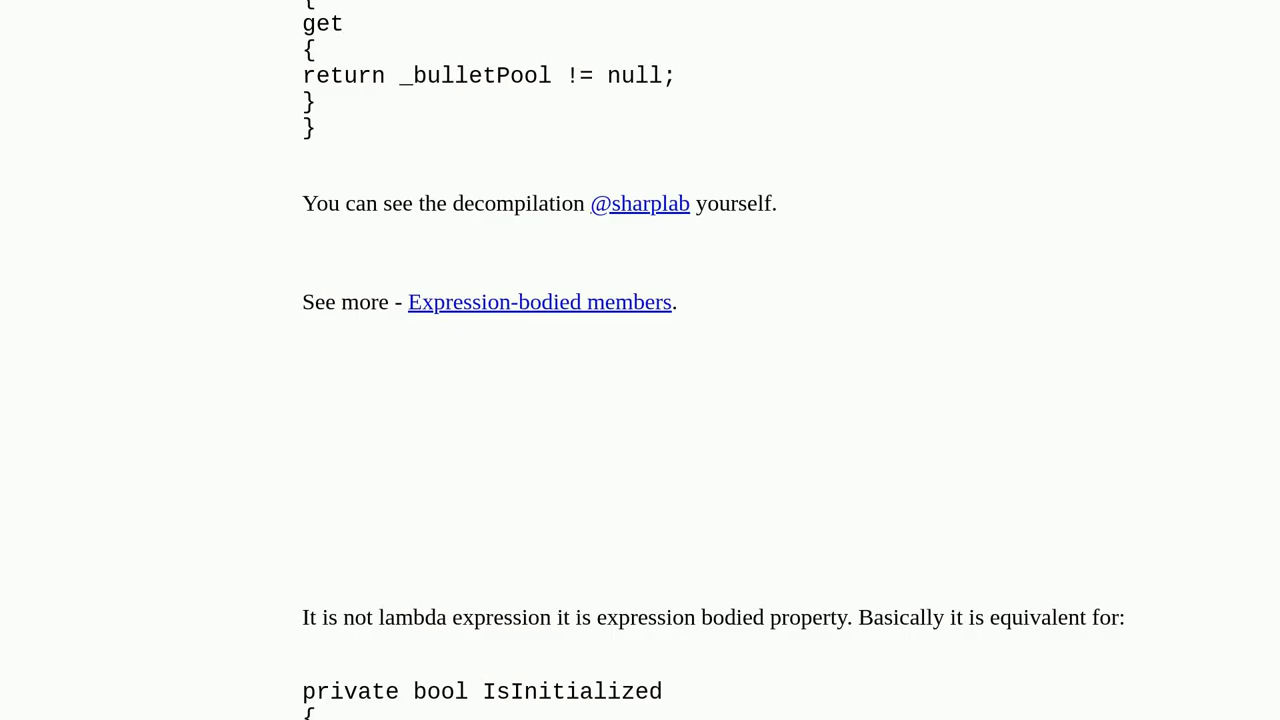 {
get
{
return _bulletPool != null;
}
}
You can see the decompilation @sharplab yourself.
See more - Expression-bodied members.
It is not lambda expression it is expression bodied property. Basically it is equivalent for:
private bool IsInitialized
{